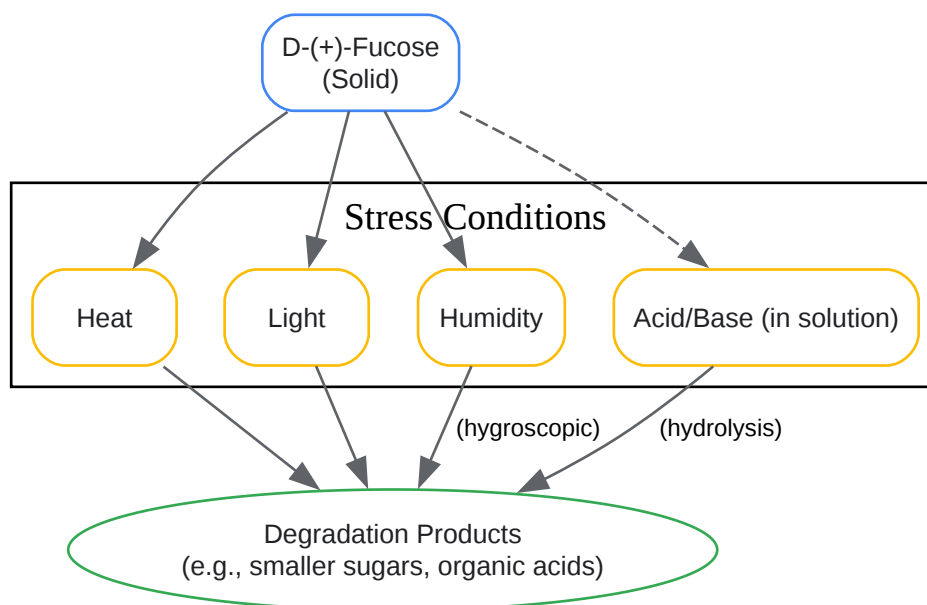 D-(+)-Fucose
(Solid)
Stress Conditions
Heat
Light
Humidity
Acid/Base (in solution)
(hygroscopic)
(hydrolysis)
Degradation Products
(e.g., smaller sugars, organic acids)